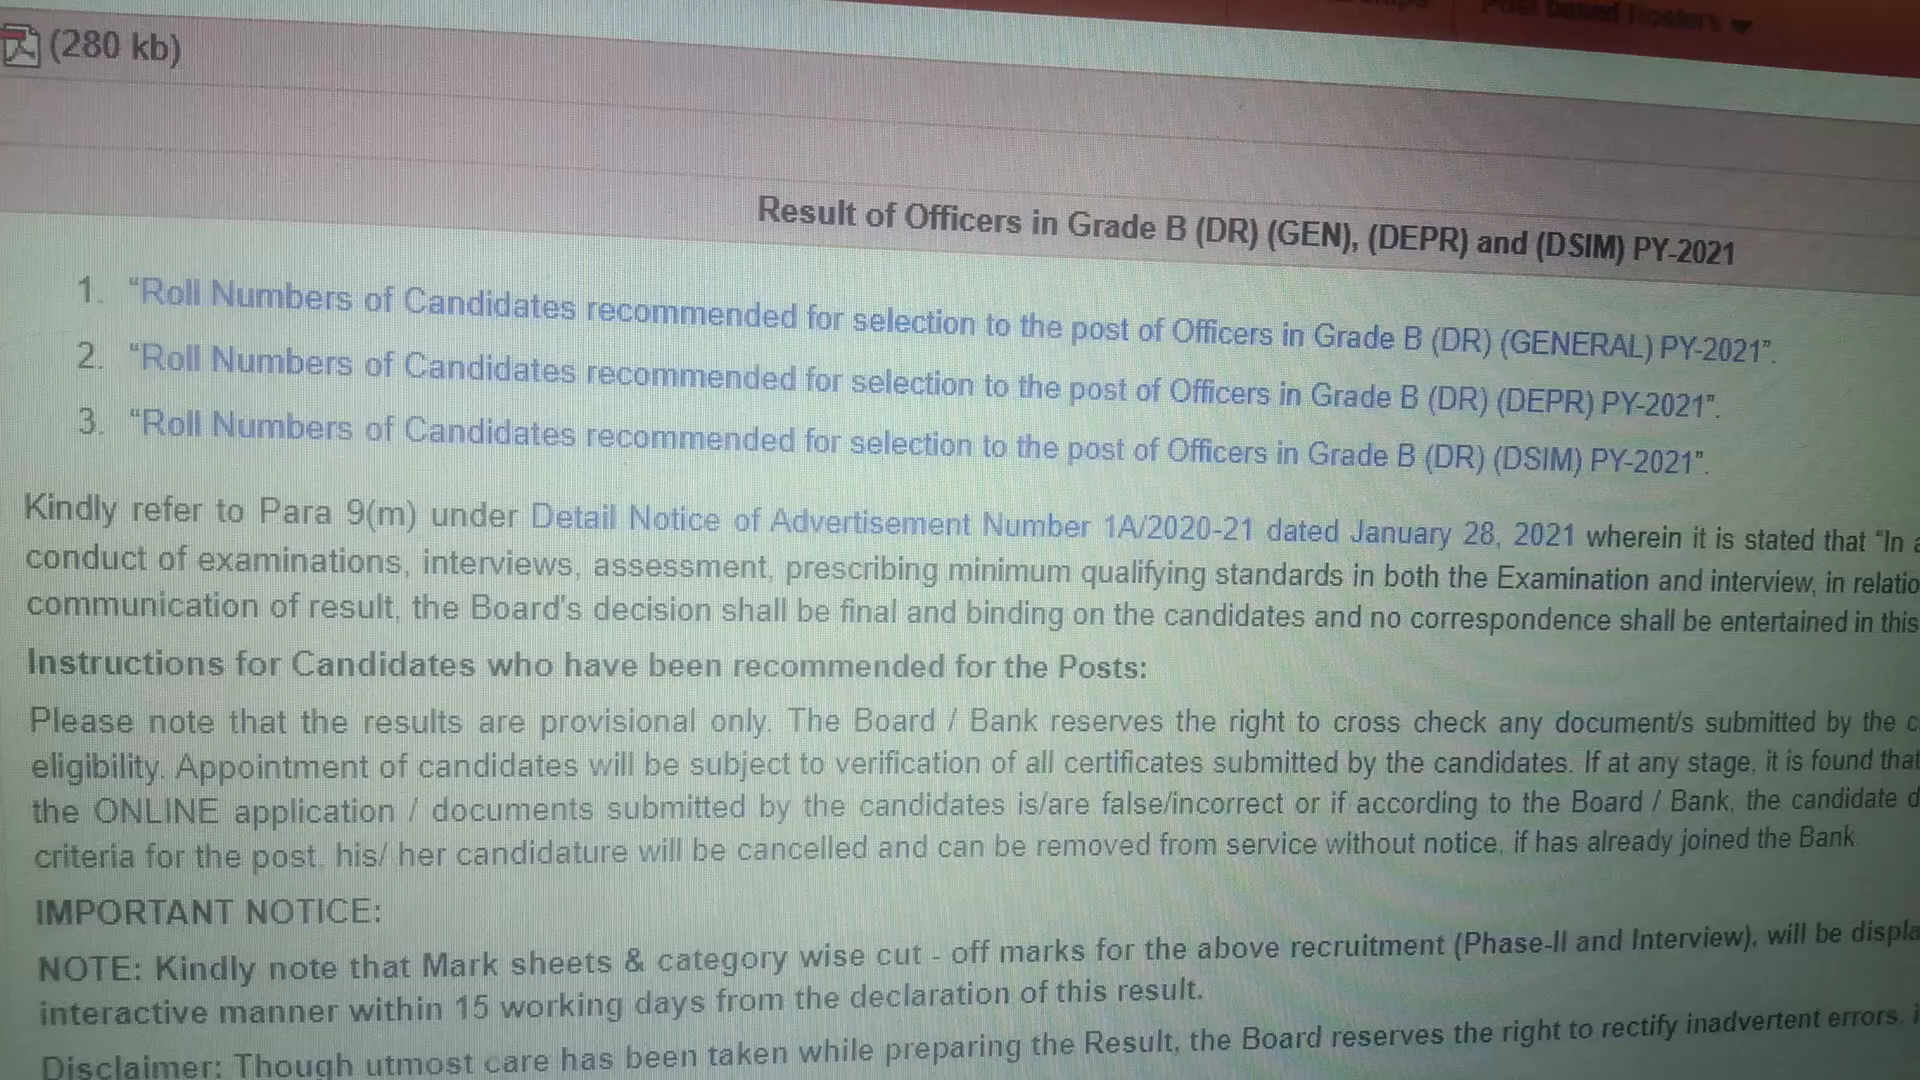 Post based Rosters
(280 kb)
Result of Officers in Grade B (DR) (GEN), (DEPR) and (DSIM) PY-2021
1. “Roll Numbers of Candidates recommended for selection to the post of Officers in Grade B (DR) (GENERAL) PY-2021”.
2. “Roll Numbers of Candidates recommended for selection to the post of Officers in Grade B (DR) (DEPR) PY-2021”.
3. “Roll Numbers of Candidates recommended for selection to the post of Officers in Grade B (DR) (DSIM) PY-2021”.
Kindly refer to Para 9(m) under Detail Notice of Advertisement Number 1A/2020-21 dated January 28, 2021 wherein it is stated that “In
conduct of examinations, interviews, assessment, prescribing minimum qualifying standards in both the Examination and interview, in relatio
communication of result, the Board's decision shall be final and binding on the candidates and no correspondence shall be entertained in this
Instructions for Candidates who have been recommended for the Posts:
Please note that the results are provisional only. The Board / Bank reserves the right to cross check any document/s submitted by the c
eligibility. Appointment of candidates will be subject to verification of all certificates submitted by the candidates. If at any stage, it is found that
the ONLINE application / documents submitted by the candidates is/are false/incorrect or if according to the Board / Bank, the candidate d
criteria for the post, his/ her candidature will be cancelled and can be removed from service without notice, if has already joined the Bank
IMPORTANT NOTICE:
NOTE: Kindly note that Mark sheets & category wise cut - off marks for the above recruitment (Phase-II and Interview), will be displa
interactive manner within 15 working days from the declaration of this result.
Disclaimer: Though utmost care has been taken while preparing the Result, the Board reserves the right to rectify inadvertent errors, i